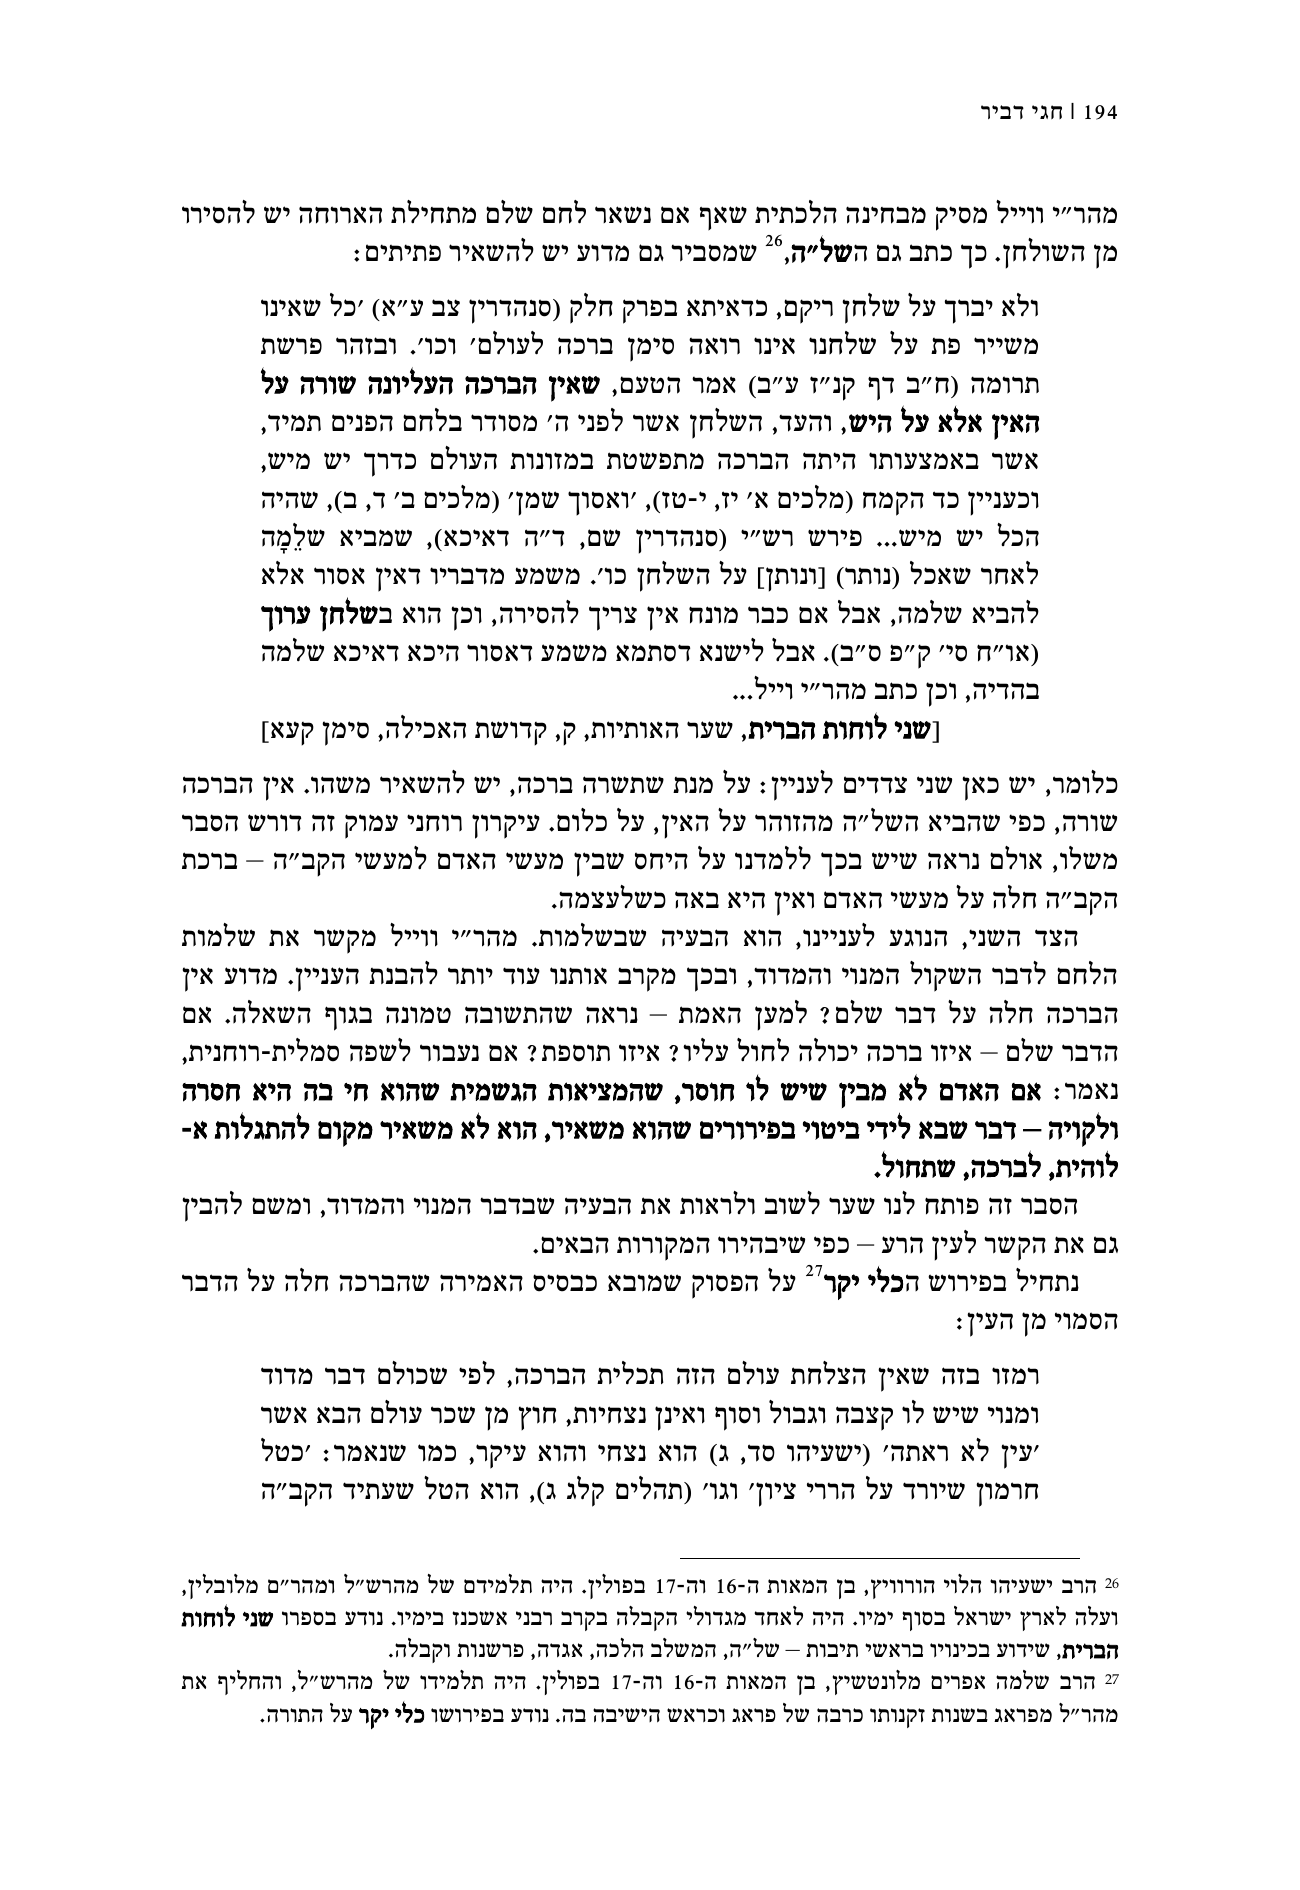 194 | חגי דביר
מהר״י ווייל מסיק מבחינה הלכתית שאף אם נשאר לחם שלם מתחילת הארוחה יש להסירו
מן השולחן. כך כתב גם השל״ה,26 שמסביר גם מדוע יש להשאיר פתיתים:
ולא יברך על שלחן ריקם, כדאיתא בפרק חלק (סנהדרין צב ע״א) ׳כל שאינו
משייר פת על שלחנו אינו רואה סימן ברכה לעולם׳ וכו׳. ובזהר פרשת
תרומה (ח״ב דף קנ״ז ע״ב) אמר הטעם, שאין הברכה העליונה שורה על
האין אלא על היש, והעד, השלחן אשר לפני ה׳ מסודר בלחם הפנים תמיד,
אשר באמצעותו היתה הברכה מתפשטת במזונות העולם כדרך יש מיש,
וכעניין כד הקמח (מלכים א׳ יז, י-טז), ׳ואסוך שמן׳ (מלכים ב׳ ד, ב), שהיה
הכל יש מיש... פירש רש״י (סנהדרין שם, ד״ה דאיכא), שמביא שלֵמָה
לאחר שאכל (נותר) [ונותן] על השלחן כו׳. משמע מדבריו דאין אסור אלא
להביא שלמה, אבל אם כבר מונח אין צריך להסירה, וכן הוא בשלחן ערוך
(או״ח סי׳ ק״פ ס״ב). אבל לישנא דסתמא משמע דאסור היכא דאיכא שלמה
בהדיה, וכן כתב מהר״י וייל...
[שני לוחות הברית, שער האותיות, ק, קדושת האכילה, סימן קעא]
כלומר, יש כאן שני צדדים לעניין: על מנת שתשרה ברכה, יש להשאיר משהו. אין הברכה
שורה, כפי שהביא השל״ה מהזוהר על האין, על כלום. עיקרון רוחני עמוק זה דורש הסבר
משלו, אולם נראה שיש בכך ללמדנו על היחס שבין מעשי האדם למעשי הקב״ה – ברכת
הקב״ה חלה על מעשי האדם ואין היא באה כשלעצמה.
הצד השני, הנוגע לעניינו, הוא הבעיה שבשלמות. מהר״י ווייל מקשר את שלמות
הלחם לדבר השקול המנוי והמדוד, ובכך מקרב אותנו עוד יותר להבנת העניין. מדוע אין
הברכה חלה על דבר שלם? למען האמת – נראה שהתשובה טמונה בגוף השאלה. אם
הדבר שלם – איזו ברכה יכולה לחול עליו? איזו תוספת? אם נעבור לשפה סמלית-רוחנית,
נאמר: אם האדם לא מבין שיש לו חוסר, שהמציאות הגשמית שהוא חי בה היא חסרה
ולקויה – דבר שבא לידי ביטוי בפירורים שהוא משאיר, הוא לא משאיר מקום להתגלות א-
לוהית, לברכה, שתחול.
הסבר זה פותח לנו שער לשוב ולראות את הבעיה שבדבר המנוי והמדוד, ומשם להבין
גם את הקשר לעין הרע – כפי שיבהירו המקורות הבאים.
נתחיל בפירוש הכלי יקר27 על הפסוק שמובא כבסיס האמירה שהברכה חלה על הדבר
הסמוי מן העין:
רמזו בזה שאין הצלחת עולם הזה תכלית הברכה, לפי שכולם דבר מדוד
ומנוי שיש לו קצבה וגבול וסוף ואינן נצחיות, חוץ מן שכר עולם הבא אשר
׳עין לא ראתה׳ (ישעיהו סד, ג) הוא נצחי והוא עיקר, כמו שנאמר: ׳כטל
חרמון שיורד על הררי ציון׳ וגו׳ (תהלים קלג ג), הוא הטל שעתיד הקב״ה
26 הרב ישעיהו הלוי הורוויץ, בן המאות ה-16 וה-17 בפולין. היה תלמידם של מהרש״ל ומהר״ם מלובלין,
ועלה לארץ ישראל בסוף ימיו. היה לאחד מגדולי הקבלה בקרב רבני אשכנז בימיו. נודע בספרו שני לוחות
הברית, שידוע בכינויו בראשי תיבות – של״ה, המשלב הלכה, אגדה, פרשנות וקבלה.
27 הרב שלמה אפרים מלונטשיץ, בן המאות ה-16 וה-17 בפולין. היה תלמידו של מהרש״ל, והחליף את
מהר״ל מפראג בשנות זקנותו כרבה של פראג וכראש הישיבה בה. נודע בפירושו כלי יקר על התורה.